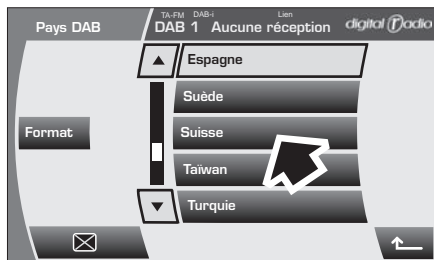 Pays DAB
TA-FM DAB-i Lien
DAB 1 Aucune réception
digital radio
Espagne
Suède
Format
Suisse
Taïwan
Turquie